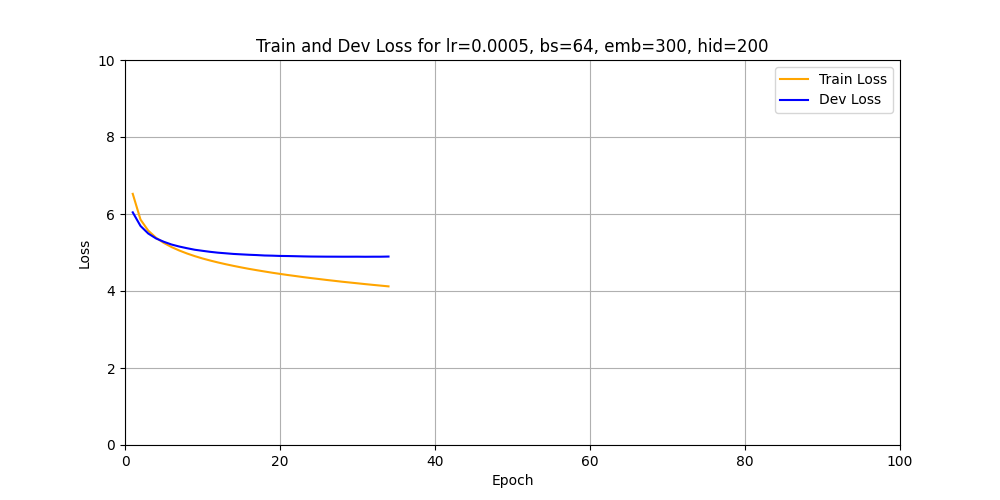 Train and Dev Loss for lr=0.0005, bs=64, emb=300, hid=200
Train Loss
Dev Loss
10
8
6
4
2
0
Loss
0 20 40 60 80 100
Epoch